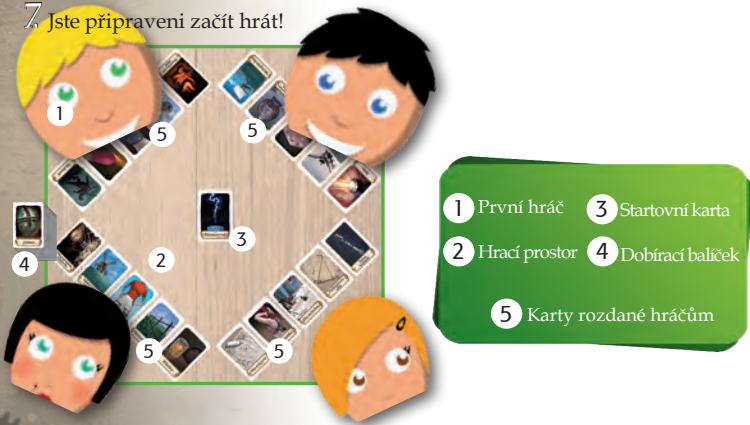 7. Jste připraveni začít hrát!
1
5
5
3
4
2
5
5
1 První hráč
3 Startovní karta
2 Hrací prostor
4 Dobírací balíček
5 Karty rozdané hráčům